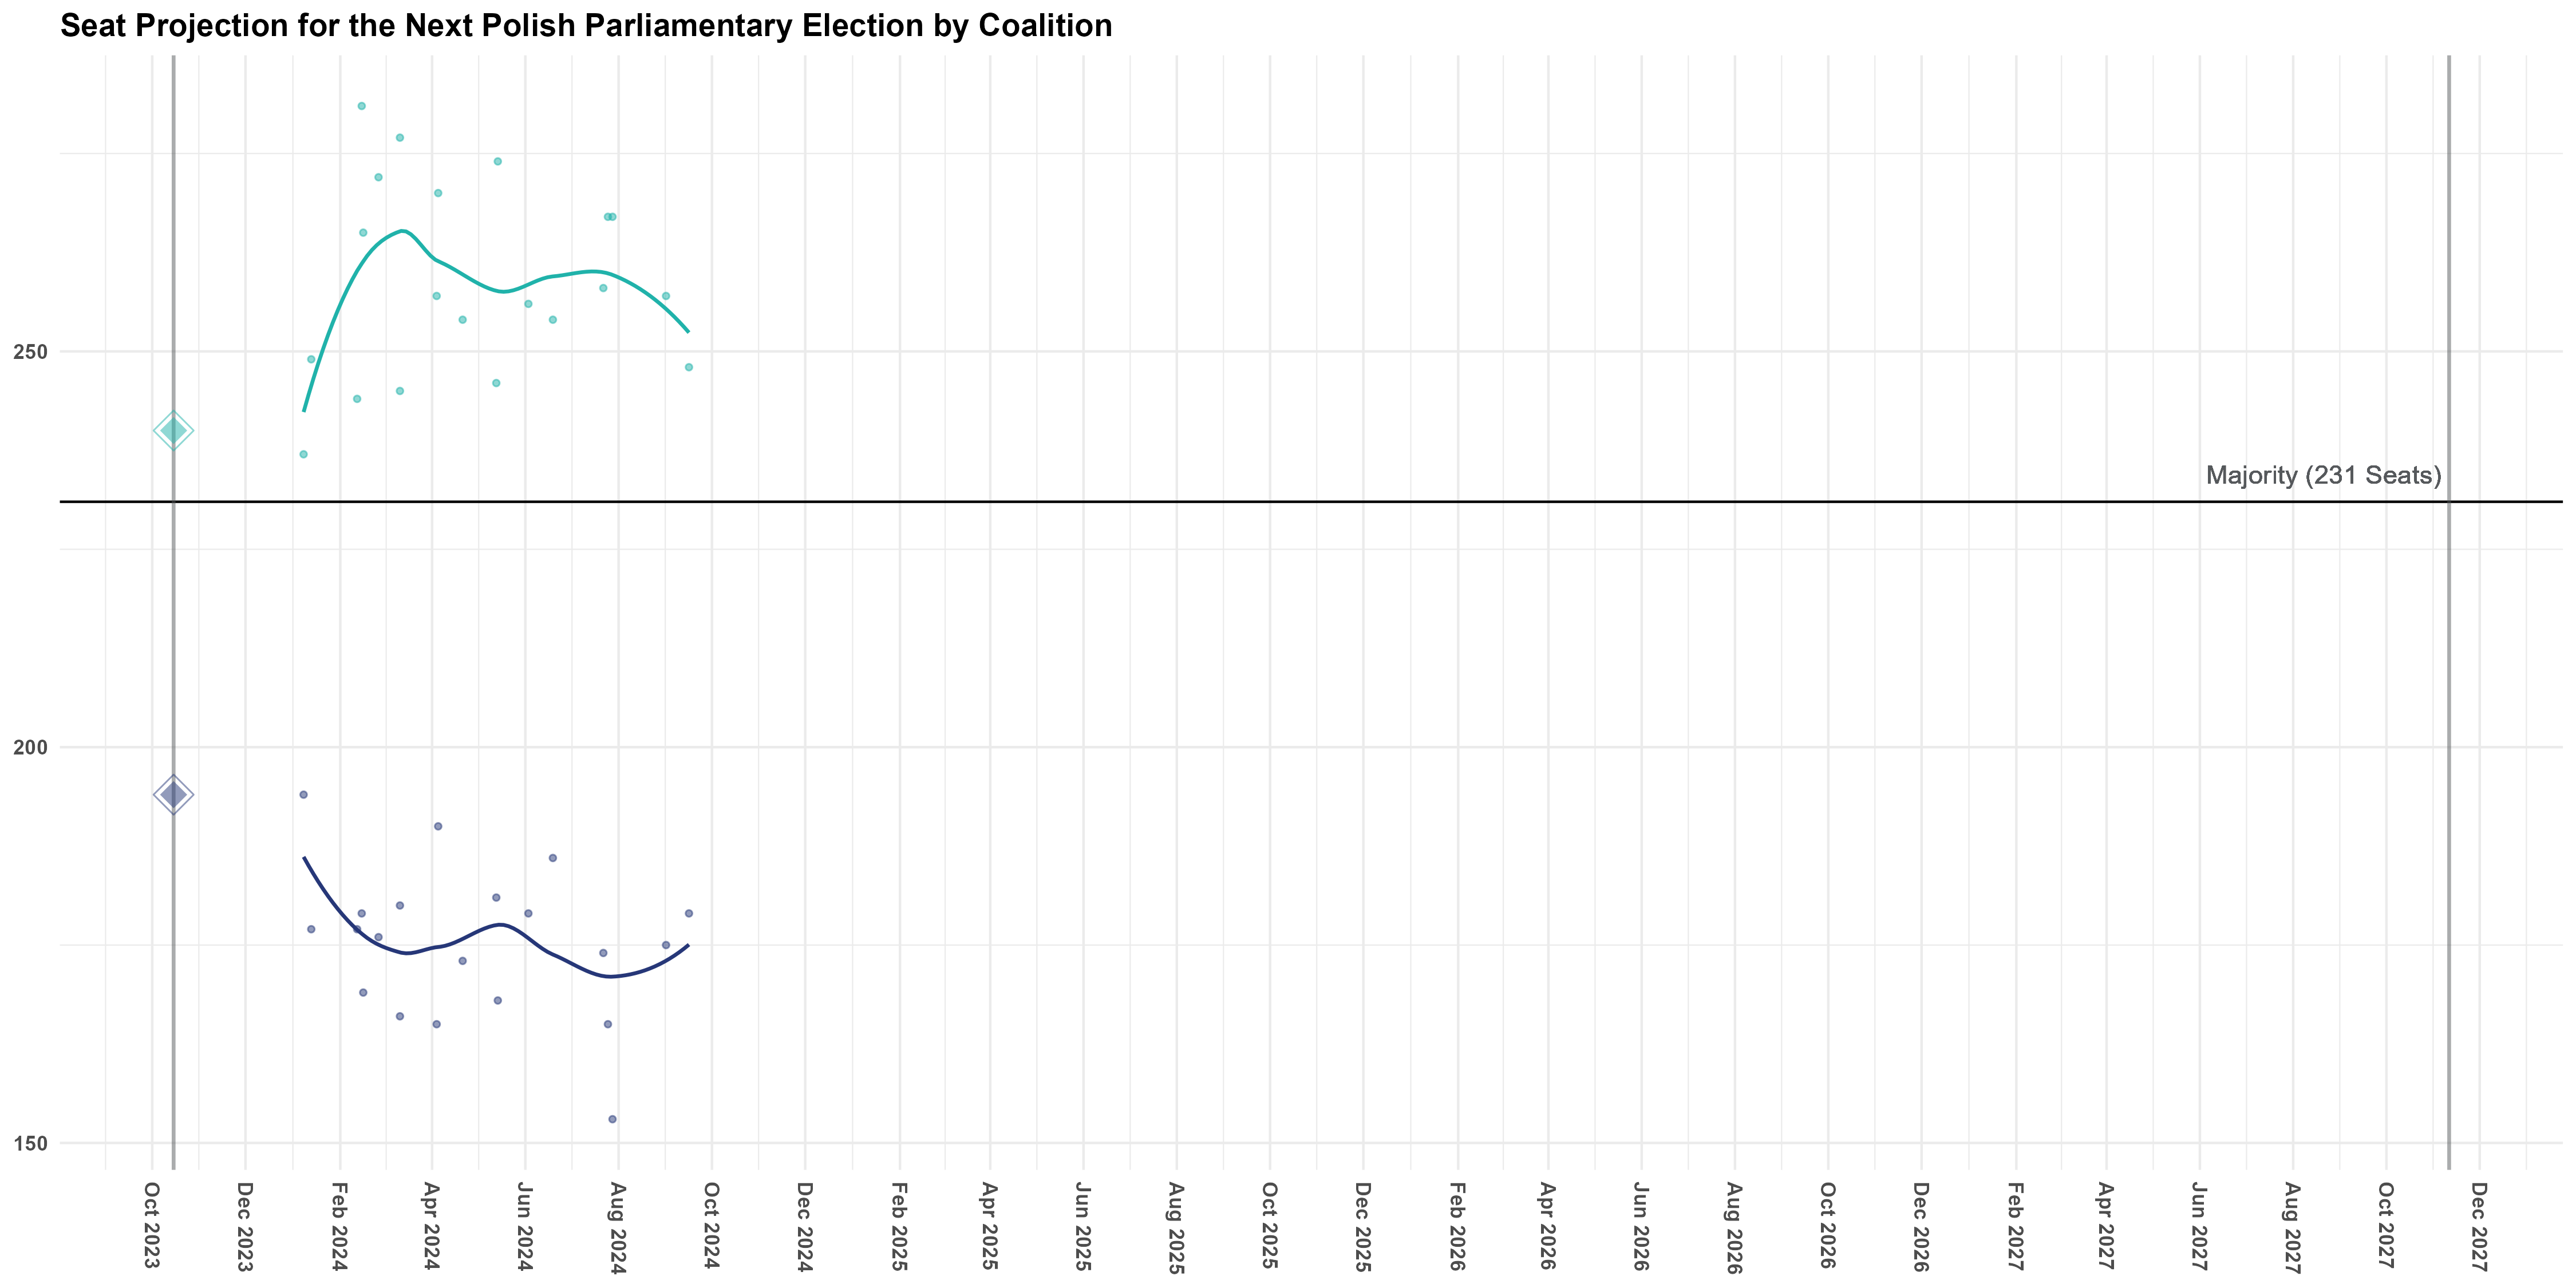 Seat Projection for the Next Polish Parliamentary Election by Coalition
250
Majority (231 Seats)
200
150
Oct 2023
Dec 2023
Feb 2024
Apr 2024
Jun 2024
Aug 2024
Oct 2024
Dec 2024
Feb 2025
Apr 2025
Jun 2025
Aug 2025
Oct 2025
Dec 2025
Feb 2026
Apr 2026
Jun 2026
Aug 2026
Oct 2026
Dec 2026
Feb 2027
Apr 2027
Jun 2027
Aug 2027
Oct 2027
Dec 2027